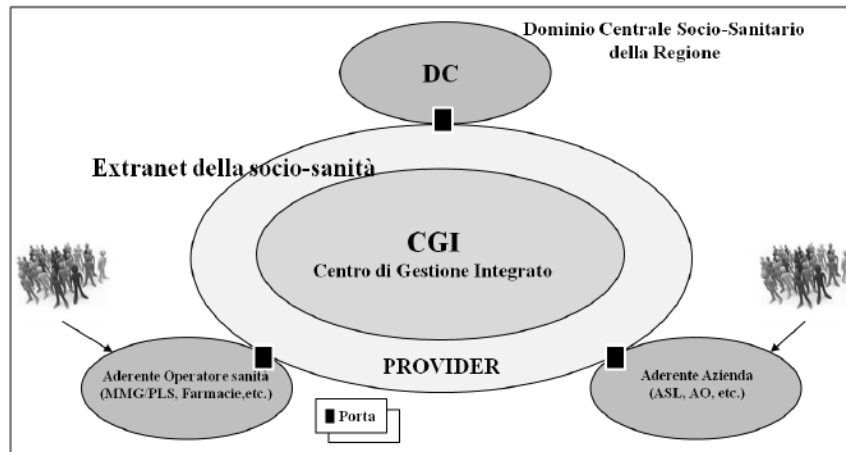 Dominio Centrale Socio-Sanitario
della Regione
DC
Extranet della socio-sanità
CGI
Centro di Gestione Integrato
PROVIDER
Aderente Operatore sanità
(MMG/PLS, Farmacie,etc.)
Aderente Azienda
(ASL, AO, etc.)
Porta